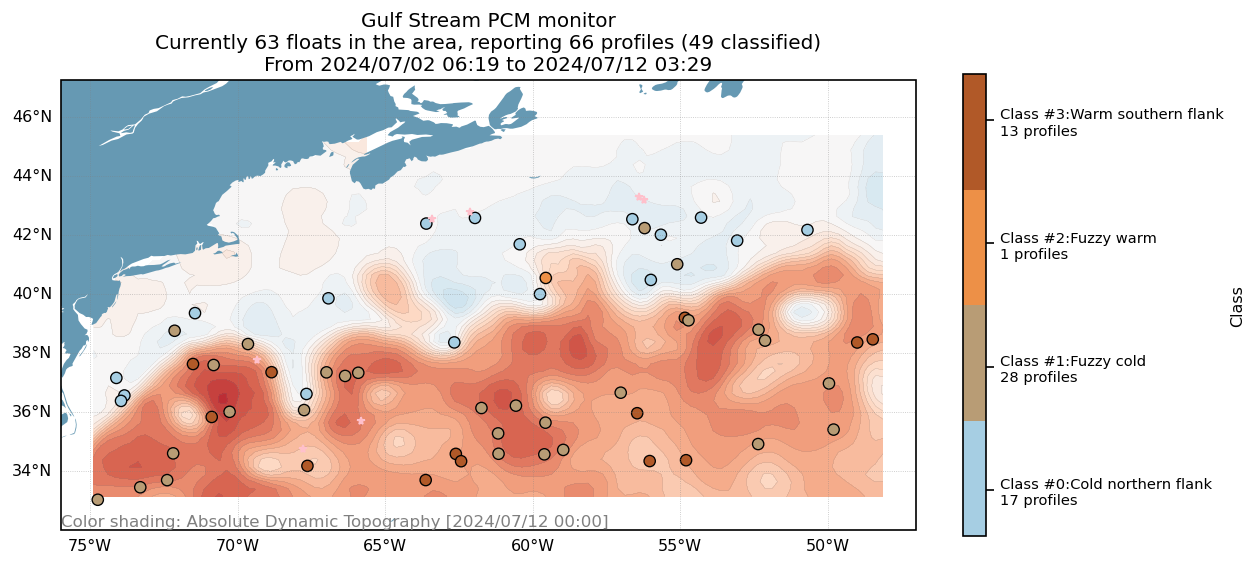 Gulf Stream PCM monitor
Currently 63 floats in the area, reporting 66 profiles (49 classified)
From 2024/07/02 06:19 to 2024/07/12 03:29
46°N
44°N
42°N
40°N
38°N
36°N
34°N
Color shading: Absolute Dynamic Topography [2024/07/12 00:00]
75°W 70°W 65°W 60°W 55°W 50°W
Class #3:Warm southern flank
13 profiles
Class #2:Fuzzy warm
1 profiles
Class #1:Fuzzy cold
28 profiles
Class #0:Cold northern flank
17 profiles
Class